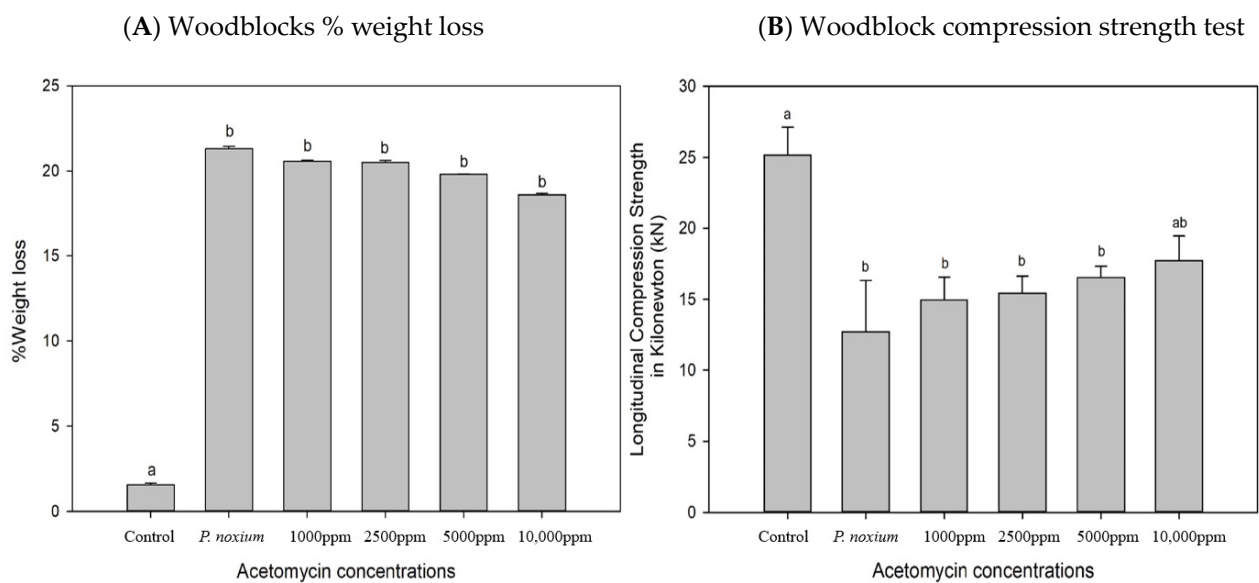 (A) Woodblocks % weight loss
25
20
15
10
5
0
%Weight loss
a
b
b
b
b
b
Control
P. noxium
1000ppm
2500ppm
5000ppm
10,000ppm
Acetomycin concentrations
(B) Woodblock compression strength test
30
25
20
15
10
5
0
Longitudinal Compression Strength
in Kilonewton (kN)
a
b
b
b
b
ab
Control
P. noxium
1000ppm
2500ppm
5000ppm
10,000ppm
Acetomycin concentrations